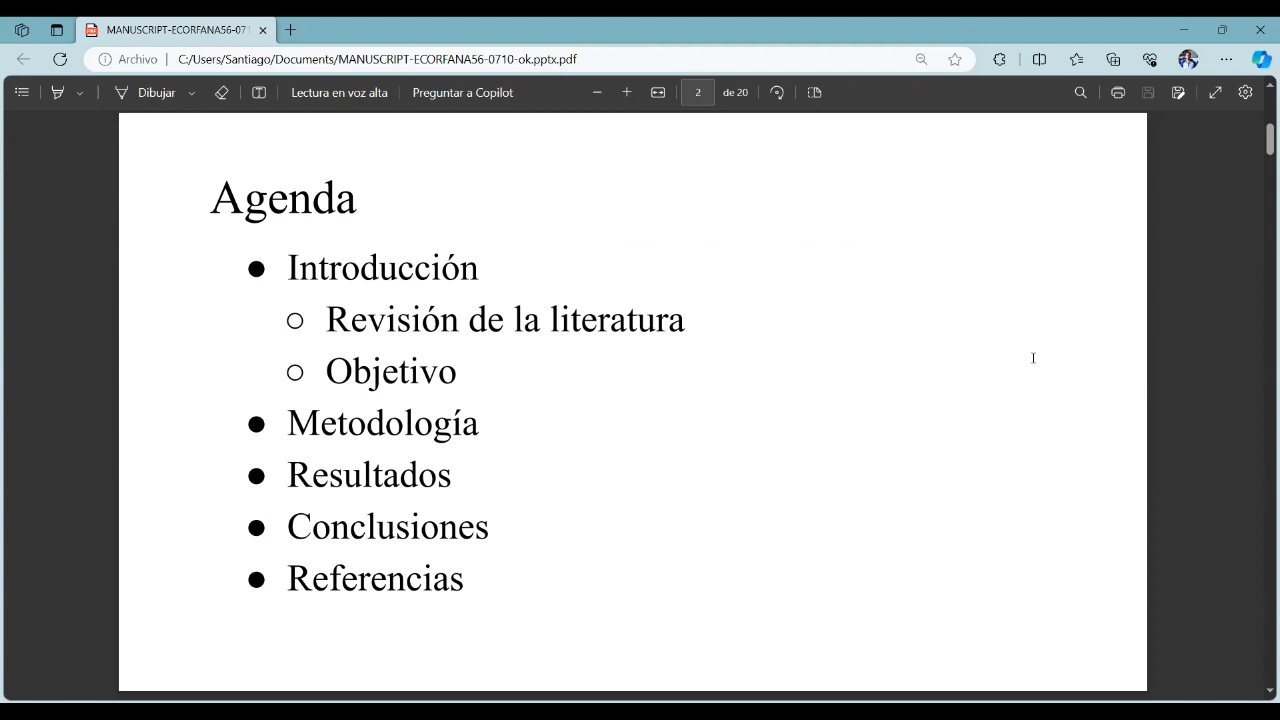 MANUSCRIPT-ECORFANA56-071
Archivo
C:/Users/Santiago/Documents/MANUSCRIPT-ECORFANA56-0710-ok.pptx.pdf
Dibujar
Lectura en voz alta
Preguntar a Copilot
2
de 20
Agenda
● Introducción
○ Revisión de la literatura
○ Objetivo
● Metodología
● Resultados
● Conclusiones
● Referencias